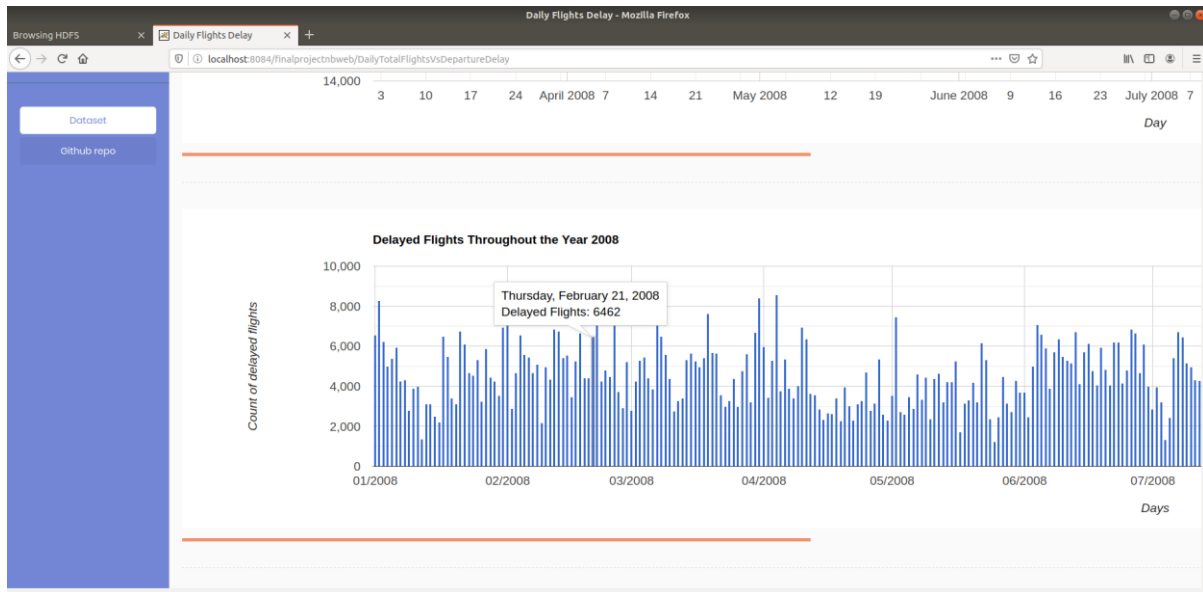 Daily Flights Delay - Mozilla Firefox
Browsing HDFS
Daily Flights Delay
localhost:8084/finalprojectnbweb/DailyTotalFlightsVsDepartureDelay
Dataset
Github repo
14,000
3 10 17 24 April 2008 7 14 21 May 2008 12 19 June 2008 9 16 23 July 2008 7
Day
Delayed Flights Throughout the Year 2008
Count of delayed flights
10,000
8,000
6,000
4,000
2,000
0
Thursday, February 21, 2008
Delayed Flights: 6462
01/2008 02/2008 03/2008 04/2008 05/2008 06/2008 07/2008
Days